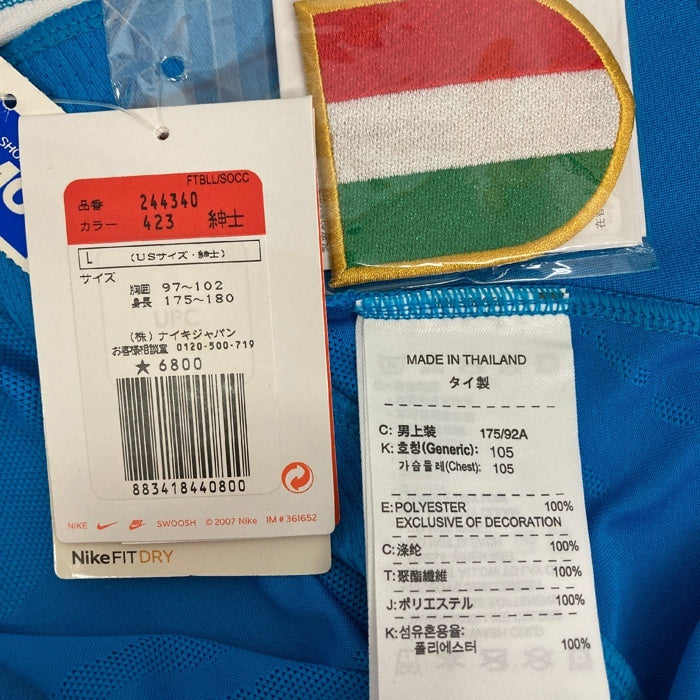 SHO
FTBLL/SOCC
品番 244340
カラー 423 紳士
L (USサイズ・紳士)
サイズ
胸囲 97～102
身長 175～180
UPC
(株)ナイキジャパン
お客様相談室 0120-500-719
★6800
883418440800
NIKE SWOOSH © 2007 Nike IM # 361652
NikeFITDRY
MADE IN THAILAND
タイ製
C: 男上装 175/92A
K: 호칭(Generic): 105
가슴둘레(Chest): 105
E: POLYESTER 100%
EXCLUSIVE OF DECORATION
C: 涤纶 100%
T: 聚酯纖維 100%
J: ポリエステル 100%
K: 섬유혼용율:
폴리에스터 100%